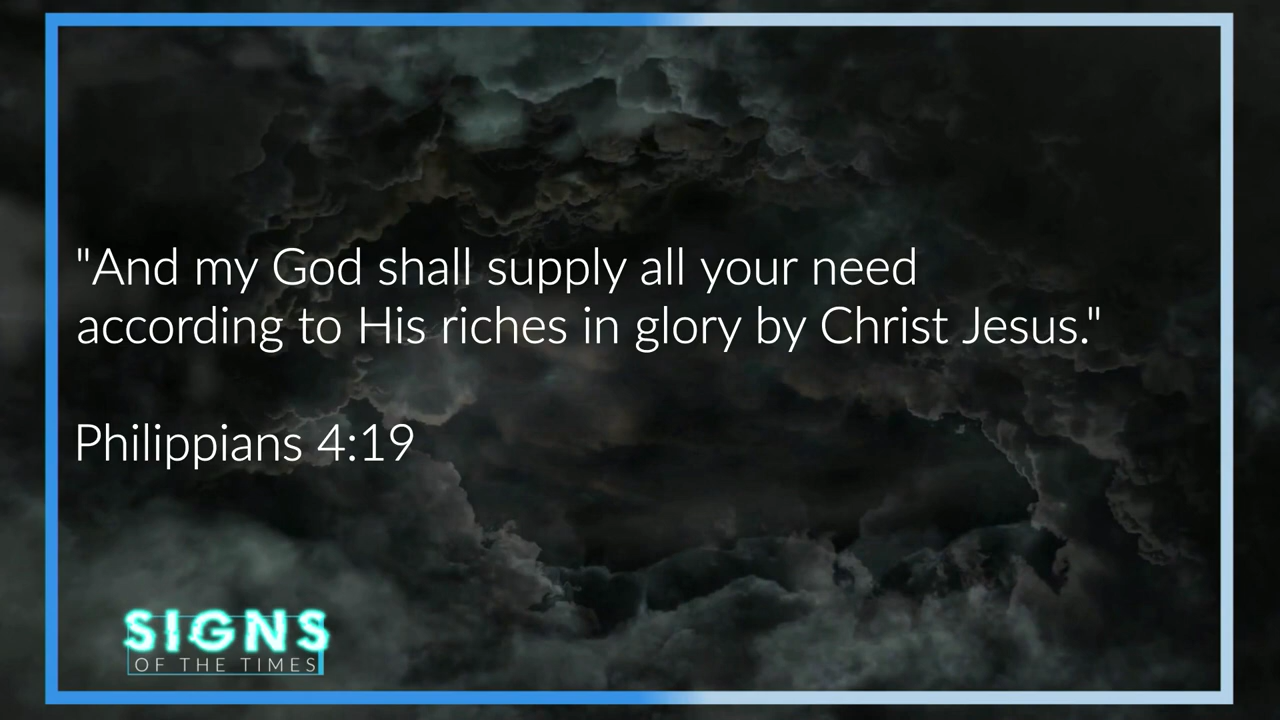 "And my God shall supply all your need
according to His riches in glory by Christ Jesus."
Philippians 4:19
SIGNS
OF THE TIMES